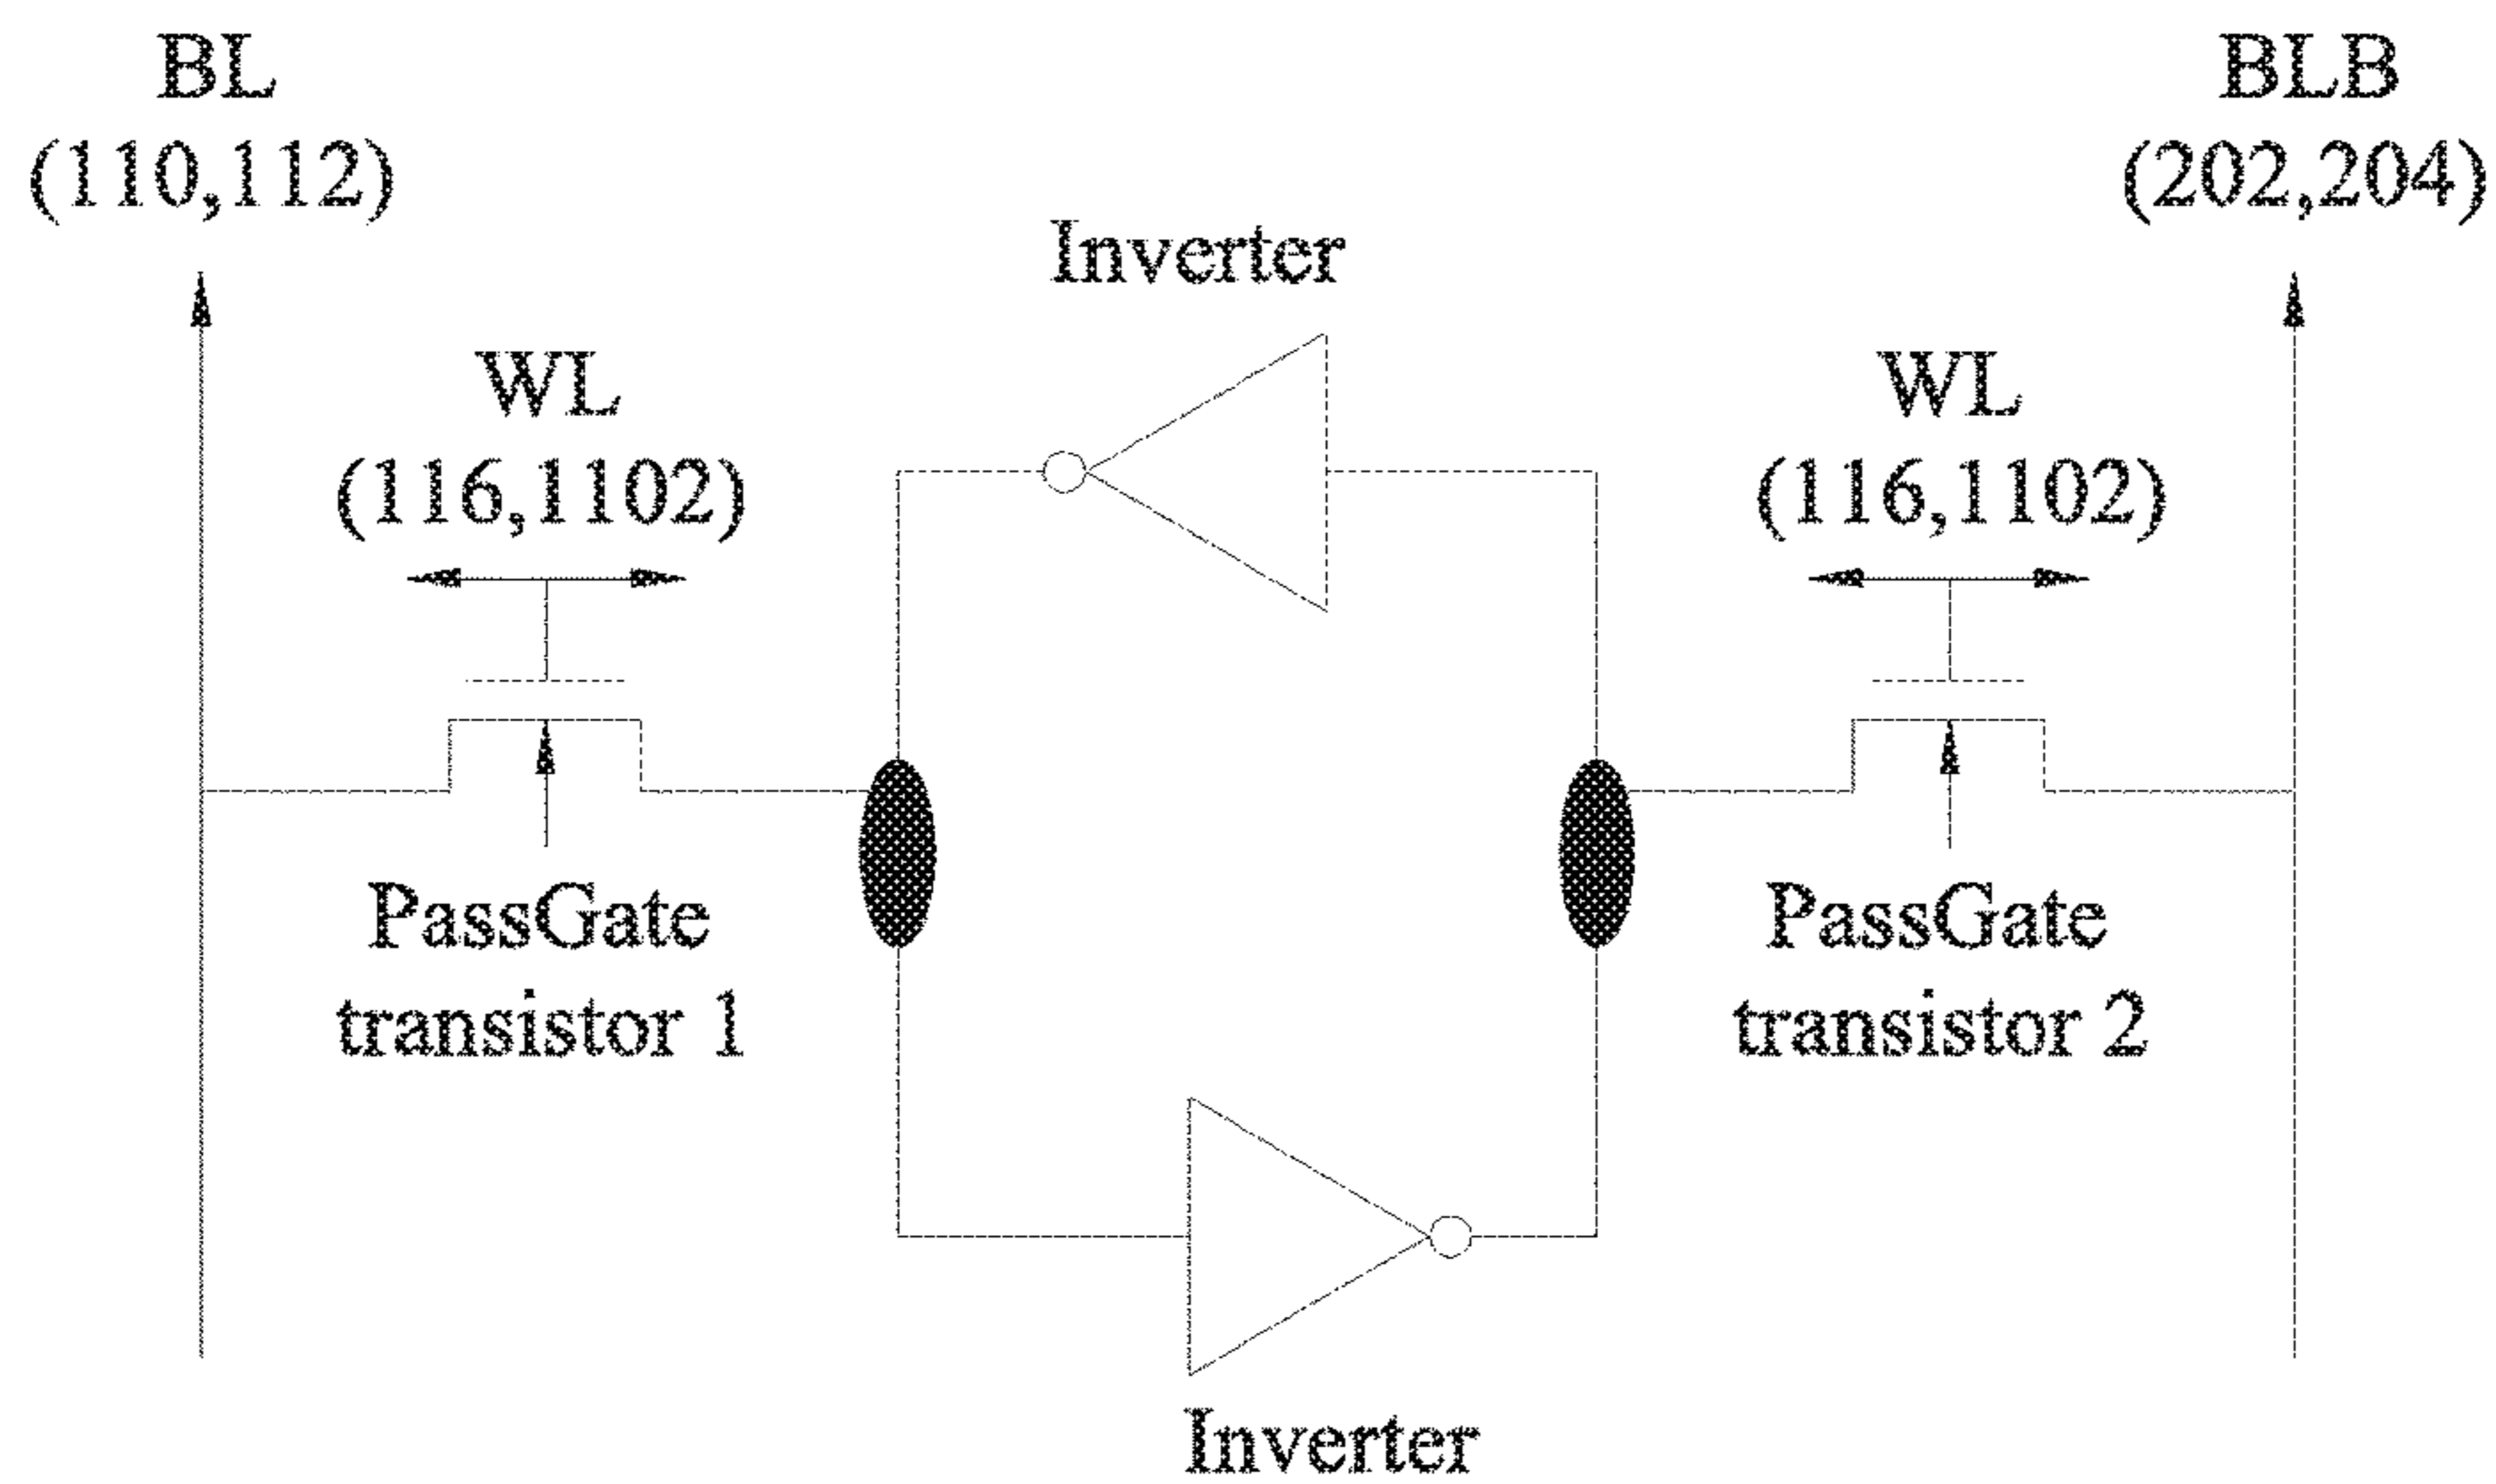 BL
(110,112)
BLB
(202,204)
Inverter
WL
(116,1102)
WL
(116,1102)
PassGate
transistor 1
PassGate
transistor 2
Inverter